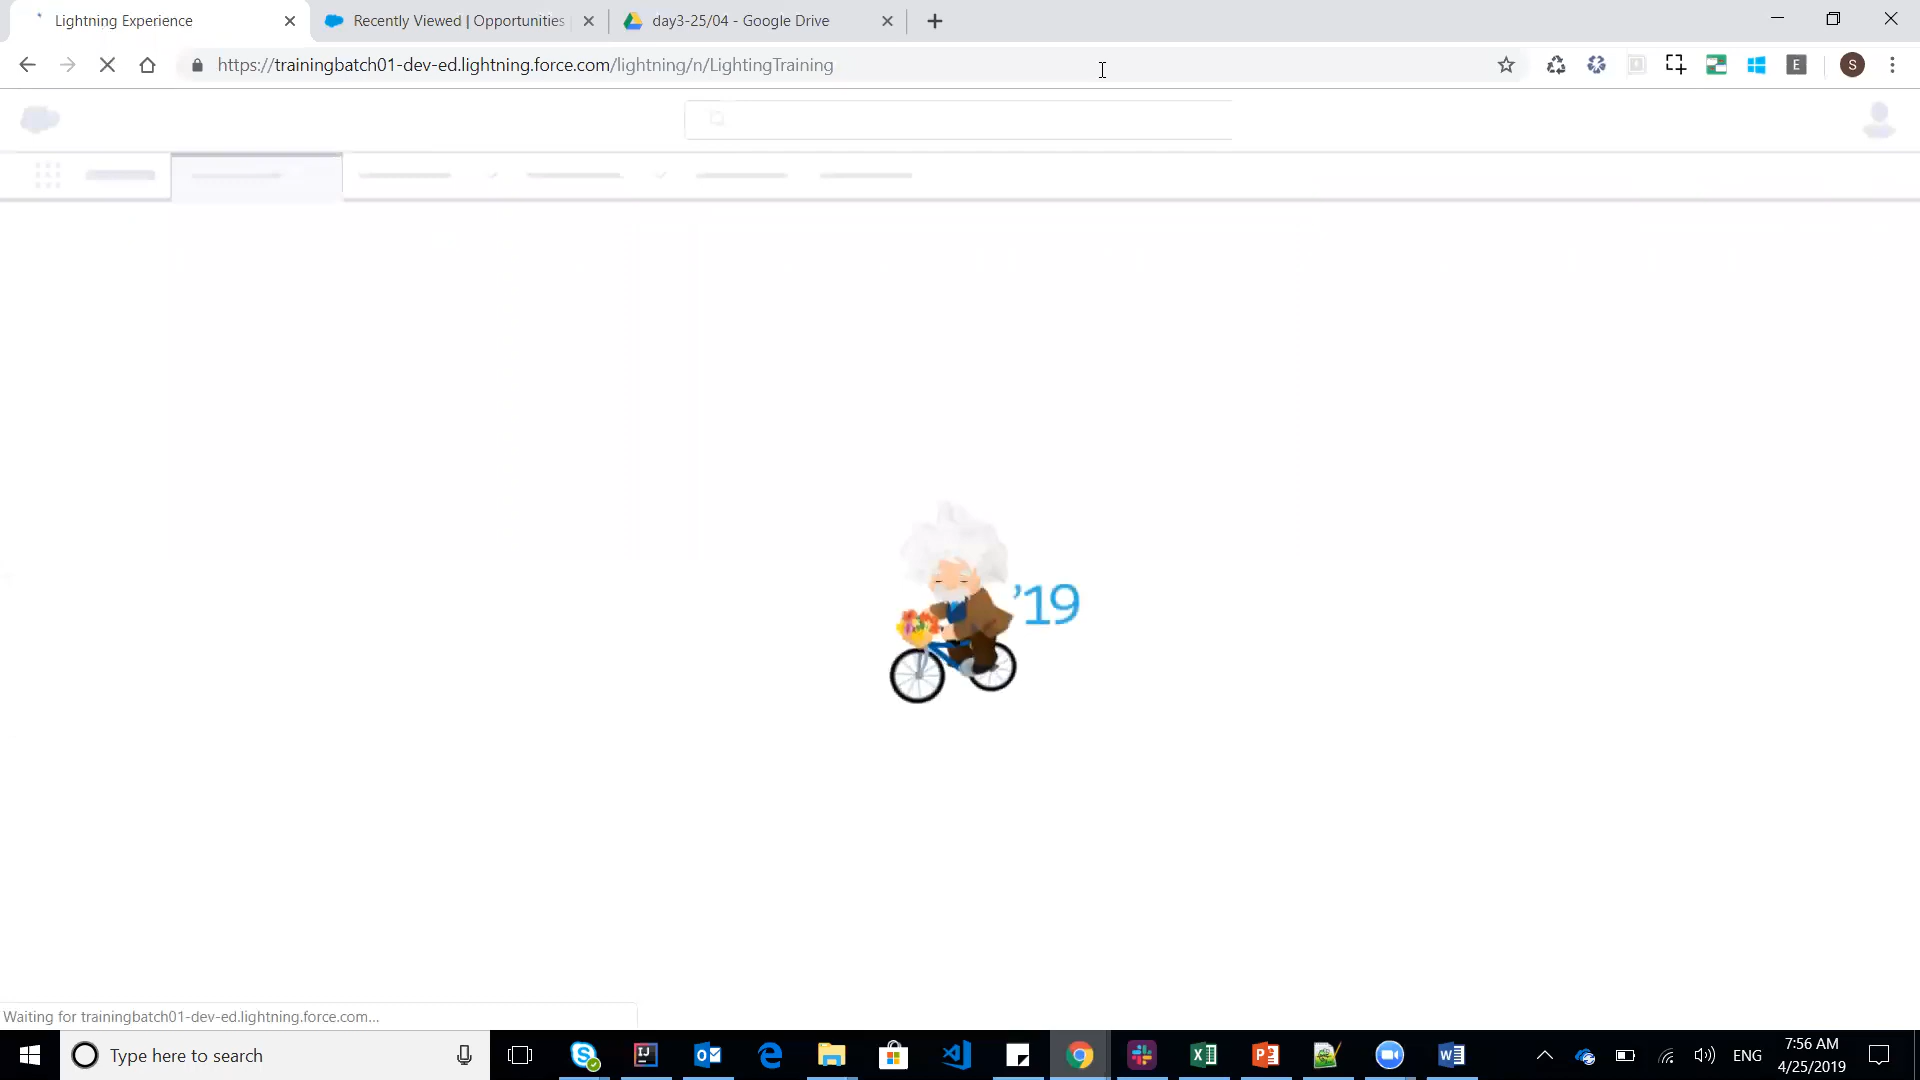 Lightning Experience
Recently Viewed | Opportunities
day3-25/04 - Google Drive
https://trainingbatch01-dev-ed.lightning.force.com/lightning/n/LightingTraining
E
S
'19
Waiting for trainingbatch01-dev-ed.lightning.force.com...
Type here to search
ENG
7:56 AM
4/25/2019